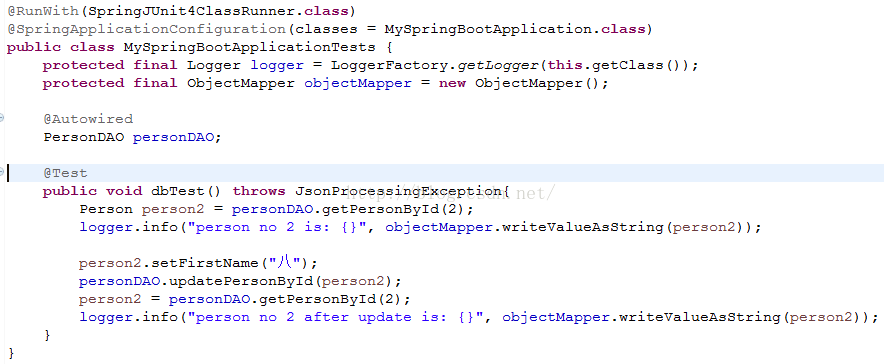 @RunWith(SpringJUnit4ClassRunner.class)
@SpringApplicationConfiguration(classes = MySpringBootApplication.class)
public class MySpringBootApplicationTests {
    protected final Logger logger = LoggerFactory.getLogger(this.getClass());
    protected final ObjectMapper objectMapper = new ObjectMapper();

    @Autowired
    PersonDAO personDAO;

    @Test
    public void dbTest() throws JsonProcessingException{
        Person person2 = personDAO.getPersonById(2);
        logger.info("person no 2 is: {}", objectMapper.writeValueAsString(person2));

        person2.setFirstName("八");
        personDAO.updatePersonById(person2);
        person2 = personDAO.getPersonById(2);
        logger.info("person no 2 after update is: {}", objectMapper.writeValueAsString(person2));
    }
}